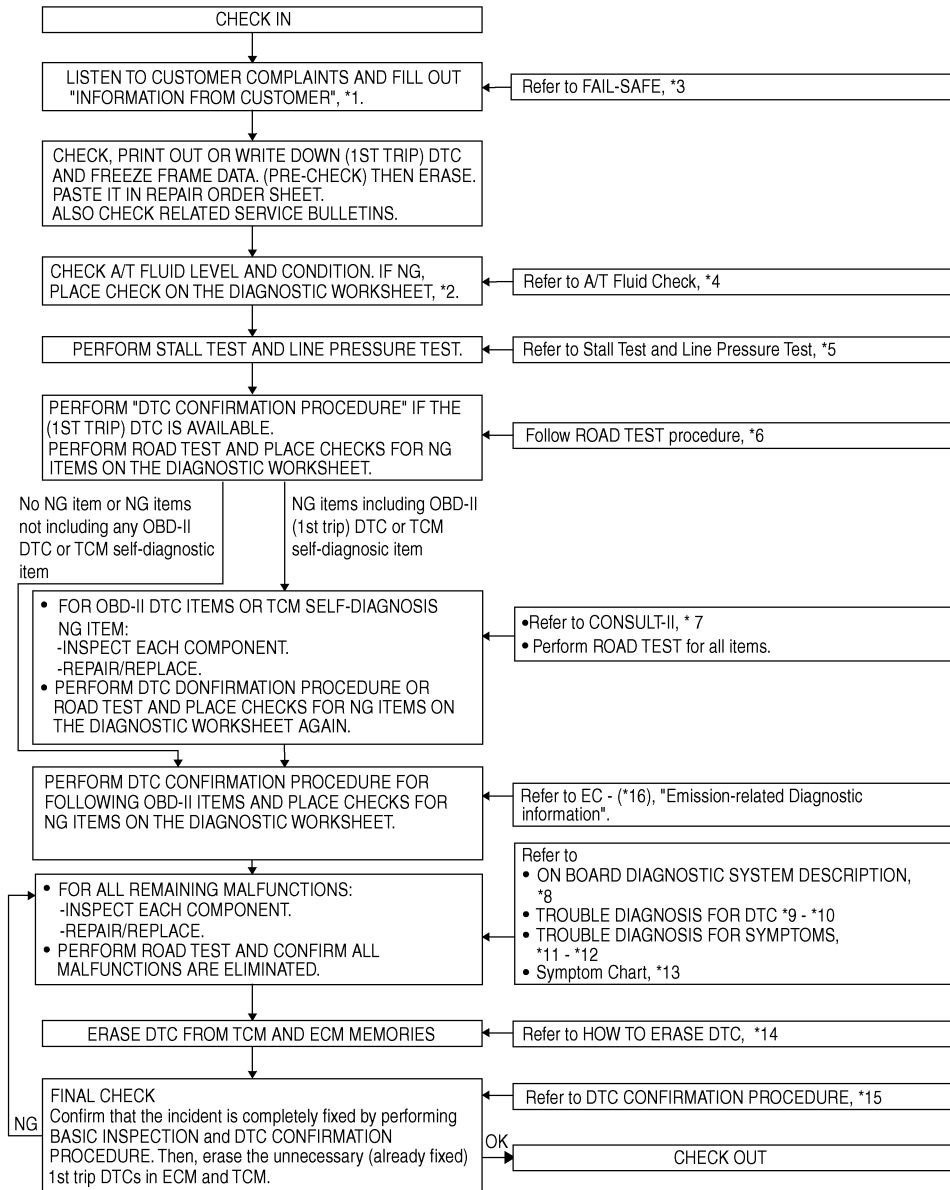 CHECK IN
LISTEN TO CUSTOMER COMPLAINTS AND FILL OUT
"INFORMATION FROM CUSTOMER", *1.
Refer to FAIL-SAFE, *3
CHECK, PRINT OUT OR WRITE DOWN (1ST TRIP) DTC
AND FREEZE FRAME DATA. (PRE-CHECK) THEN ERASE.
PASTE IT IN REPAIR ORDER SHEET.
ALSO CHECK RELATED SERVICE BULLETINS.
CHECK A/T FLUID LEVEL AND CONDITION. IF NG,
PLACE CHECK ON THE DIAGNOSTIC WORKSHEET, *2.
Refer to A/T Fluid Check, *4
PERFORM STALL TEST AND LINE PRESSURE TEST.
Refer to Stall Test and Line Pressure Test, *5
PERFORM "DTC CONFIRMATION PROCEDURE" IF THE
(1ST TRIP) DTC IS AVAILABLE.
PERFORM ROAD TEST AND PLACE CHECKS FOR NG
ITEMS ON THE DIAGNOSTIC WORKSHEET.
Follow ROAD TEST procedure, *6
No NG item or NG items
not including any OBD-II
DTC or TCM self-diagnostic
item
NG items including OBD-II
(1st trip) DTC or TCM
self-diagnosic item
• FOR OBD-II DTC ITEMS OR TCM SELF-DIAGNOSIS
NG ITEM:
-INSPECT EACH COMPONENT.
-REPAIR/REPLACE.
• PERFORM DTC DONFIRMATION PROCEDURE OR
ROAD TEST AND PLACE CHECKS FOR NG ITEMS ON
THE DIAGNOSTIC WORKSHEET AGAIN.
•Refer to CONSULT-II, * 7
• Perform ROAD TEST for all items.
PERFORM DTC CONFIRMATION PROCEDURE FOR
FOLLOWING OBD-II ITEMS AND PLACE CHECKS FOR
NG ITEMS ON THE DIAGNOSTIC WORKSHEET.
Refer to EC - (*16), "Emission-related Diagnostic
information".
• FOR ALL REMAINING MALFUNCTIONS:
-INSPECT EACH COMPONENT.
-REPAIR/REPLACE.
• PERFORM ROAD TEST AND CONFIRM ALL
MALFUNCTIONS ARE ELIMINATED.
Refer to
• ON BOARD DIAGNOSTIC SYSTEM DESCRIPTION,
*8
• TROUBLE DIAGNOSIS FOR DTC *9 - *10
• TROUBLE DIAGNOSIS FOR SYMPTOMS,
*11 - *12
• Symptom Chart, *13
ERASE DTC FROM TCM AND ECM MEMORIES
Refer to HOW TO ERASE DTC, *14
FINAL CHECK
Confirm that the incident is completely fixed by performing
BASIC INSPECTION and DTC CONFIRMATION
PROCEDURE. Then, erase the unnecessary (already fixed)
1st trip DTCs in ECM and TCM.
NG
Refer to DTC CONFIRMATION PROCEDURE, *15
OK
CHECK OUT